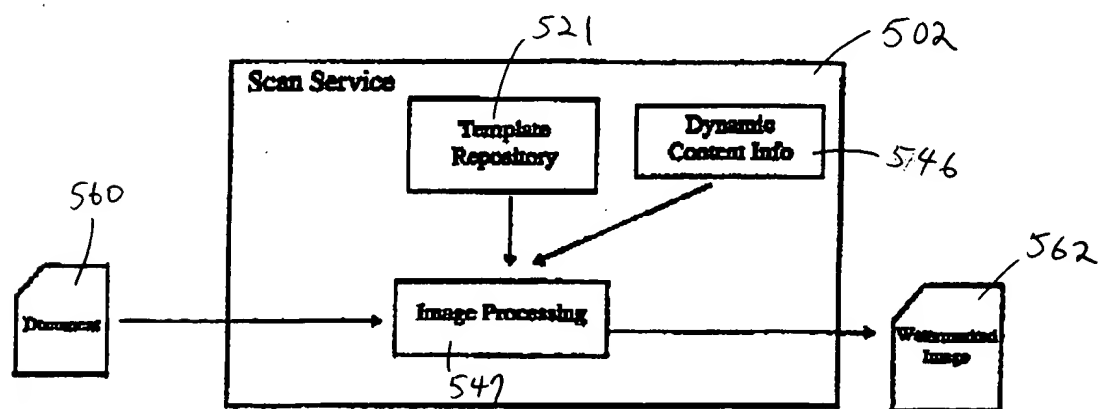 521
502
Scan Service
Template
Repository
Dynamic
Content Info
546
560
562
Document
Image Processing
Watermarked
Image
547